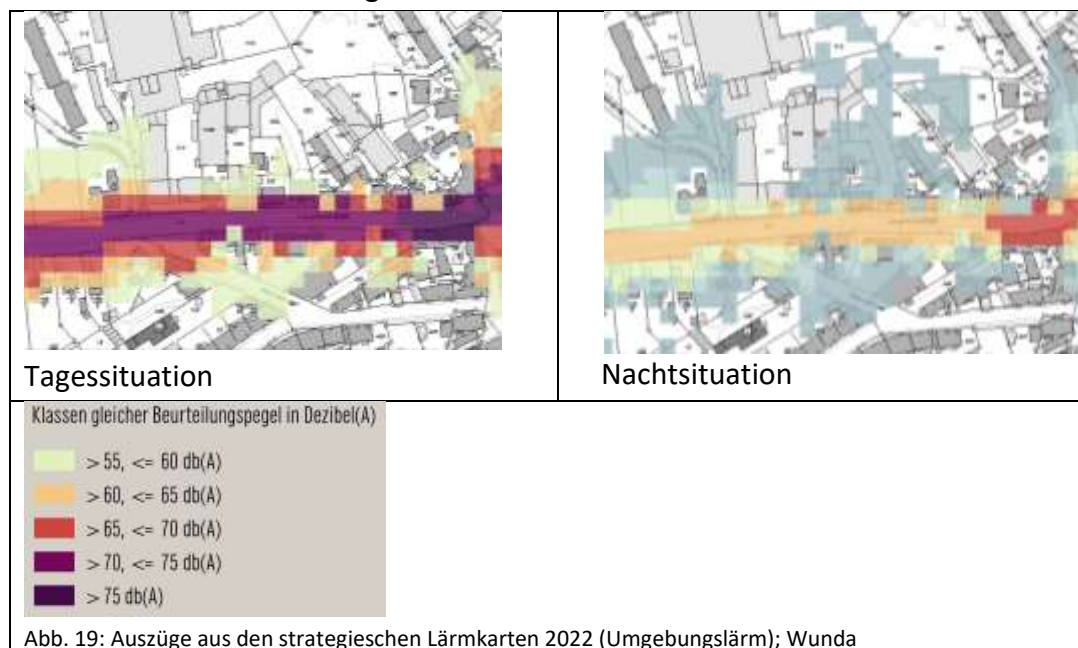 Tagessituation
Nachtsituation
Klassen gleicher Beurteilungspegel in Dezibel(A)
> 55, <= 60 db(A)
> 60, <= 65 db(A)
> 65, <= 70 db(A)
> 70, <= 75 db(A)
> 75 db(A)
Abb. 19: Auszüge aus den strategieschen Lärmkarten 2022 (Umgebungslärm); Wunda